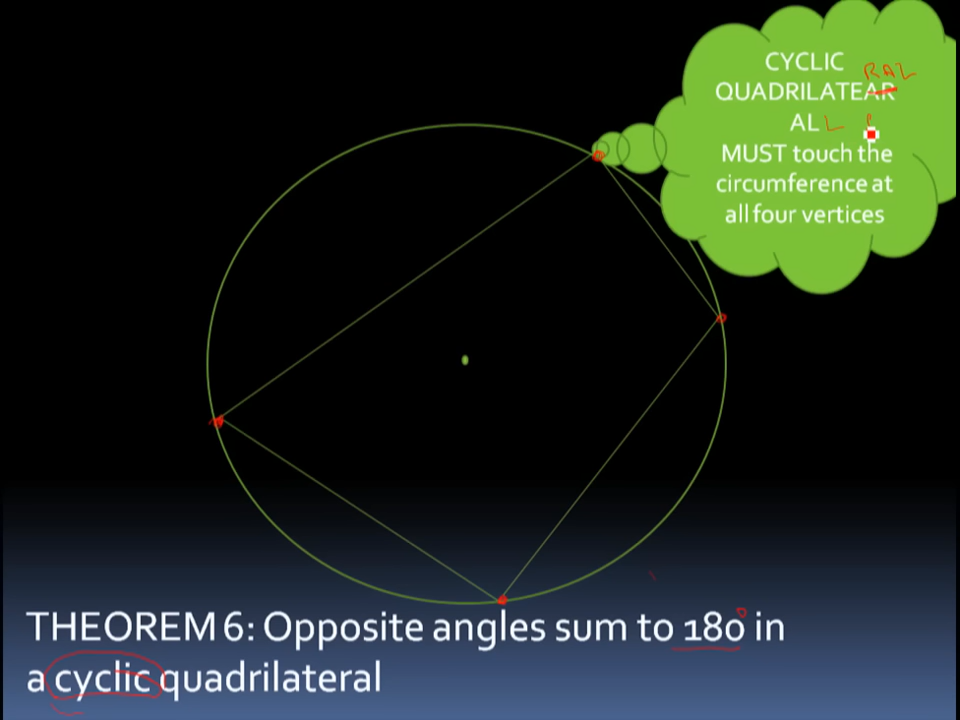 CYCLIC
RAL
QUADRILATEAR
AL L
MUST touch the
circumference at
all four vertices
THEOREM 6: Opposite angles sum to 180° in
a cyclic quadrilateral